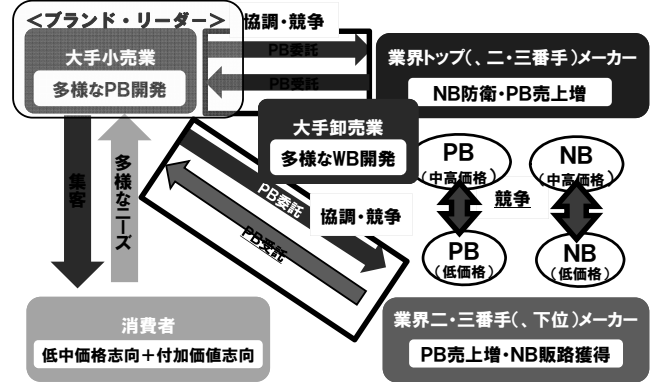 ＜ブランド・リーダー＞
大手小売業
多様なPB開発
協調・競争
PB委託
PB受託
業界トップ(、二・三番手)メーカー
NB防衛・PB売上増
大手卸売業
多様なWB開発
集客
多様なニーズ
PB委託
PB受託
協調・競争
PB
(中高価格)
NB
(中高価格)
競争
PB
(低価格)
NB
(低価格)
消費者
低中価格志向＋付加価値志向
業界二・三番手(、下位)メーカー
PB売上増・NB販路獲得